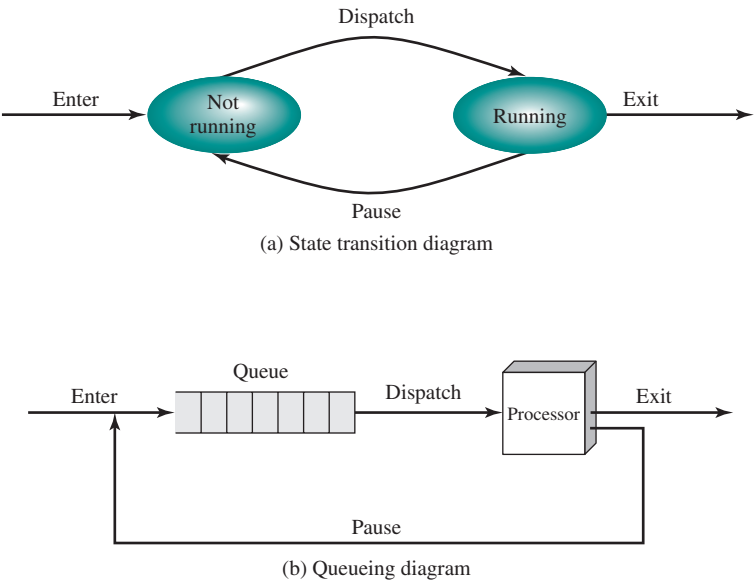 Dispatch
Enter
Not
running
Running
Exit
Pause
(a) State transition diagram
Queue
Enter
Dispatch
Processor
Exit
Pause
(b) Queueing diagram